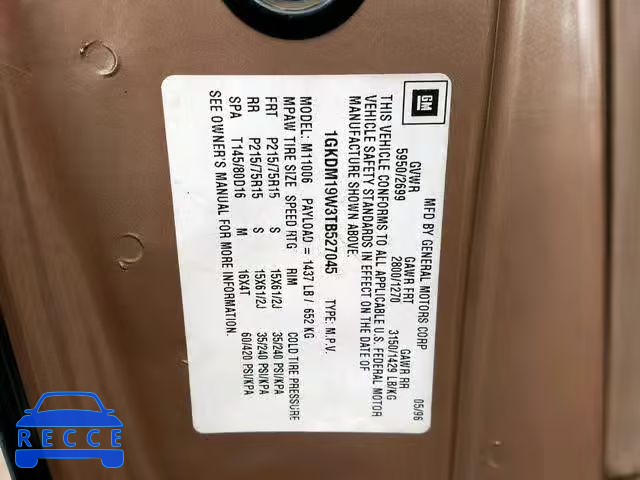 GM
MFD BY GENERAL MOTORS CORP 05/96
GVWR GAWR FRT GAWR RR
5950/2699 2800/1270 3150/1429 LB/KG
THIS VEHICLE CONFORMS TO ALL APPLICABLE U.S. FEDERAL MOTOR
VEHICLE SAFETY STANDARDS IN EFFECT ON THE DATE OF
MANUFACTURE SHOWN ABOVE.
1GKDM19W3TB527045 TYPE: M.P.V.
MODEL: M11006 PAYLOAD = 1437 LB / 652 KG
MPAW TIRE SIZE SPEED RTG RIM COLD TIRE PRESSURE
FRT P215/75R15 S 15X61/2J 35/240 PSI/KPA
RR P215/75R15 S 15X61/2J 35/240 PSI/KPA
SPA T145/80D16 M 16X4T 60/420 PSI/KPA
SEE OWNER'S MANUAL FOR MORE INFORMATION.
RECCE